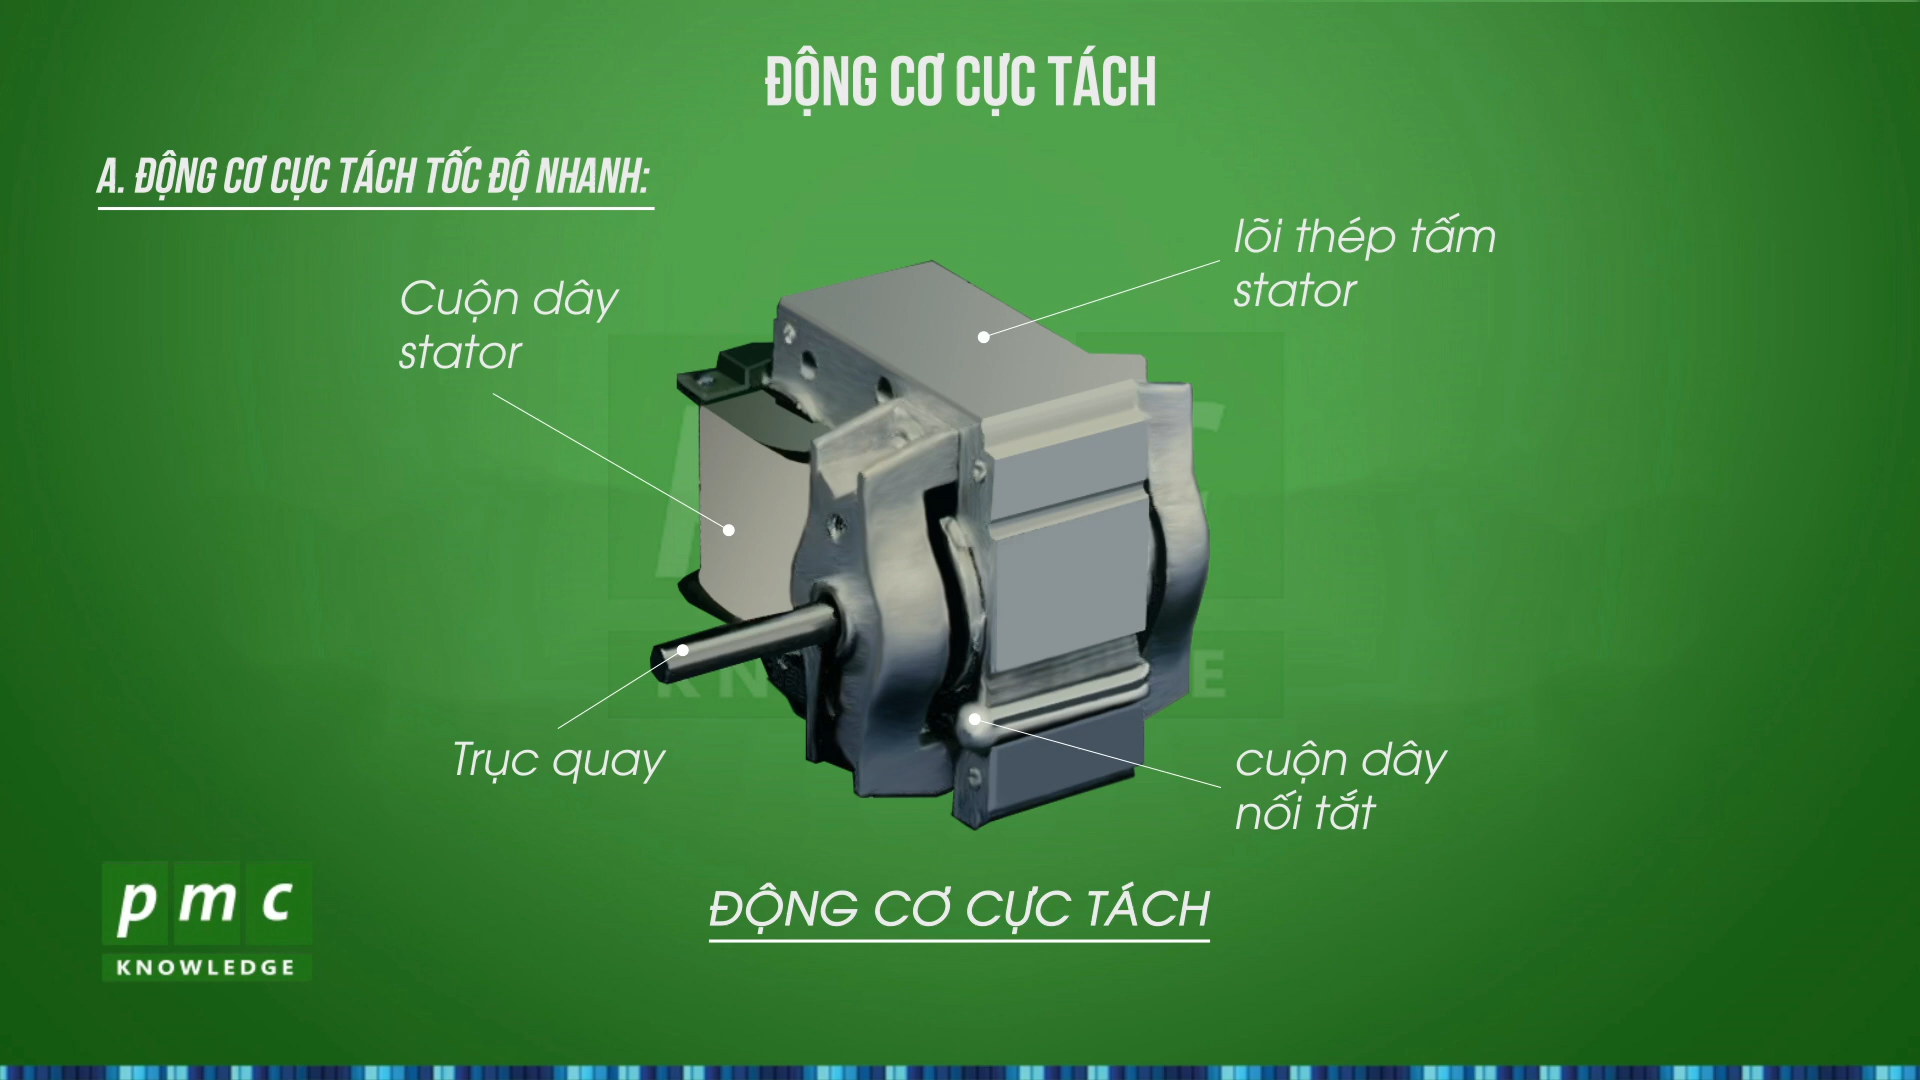 ĐỘNG CƠ CỰC TÁCH
A. ĐỘNG CƠ CỰC TÁCH TỐC ĐỘ NHANH:
lõi thép tấm
stator
Cuộn dây
stator
Trục quay
cuộn dây
nối tắt
ĐỘNG CƠ CỰC TÁCH
pmc
KNOWLEDGE